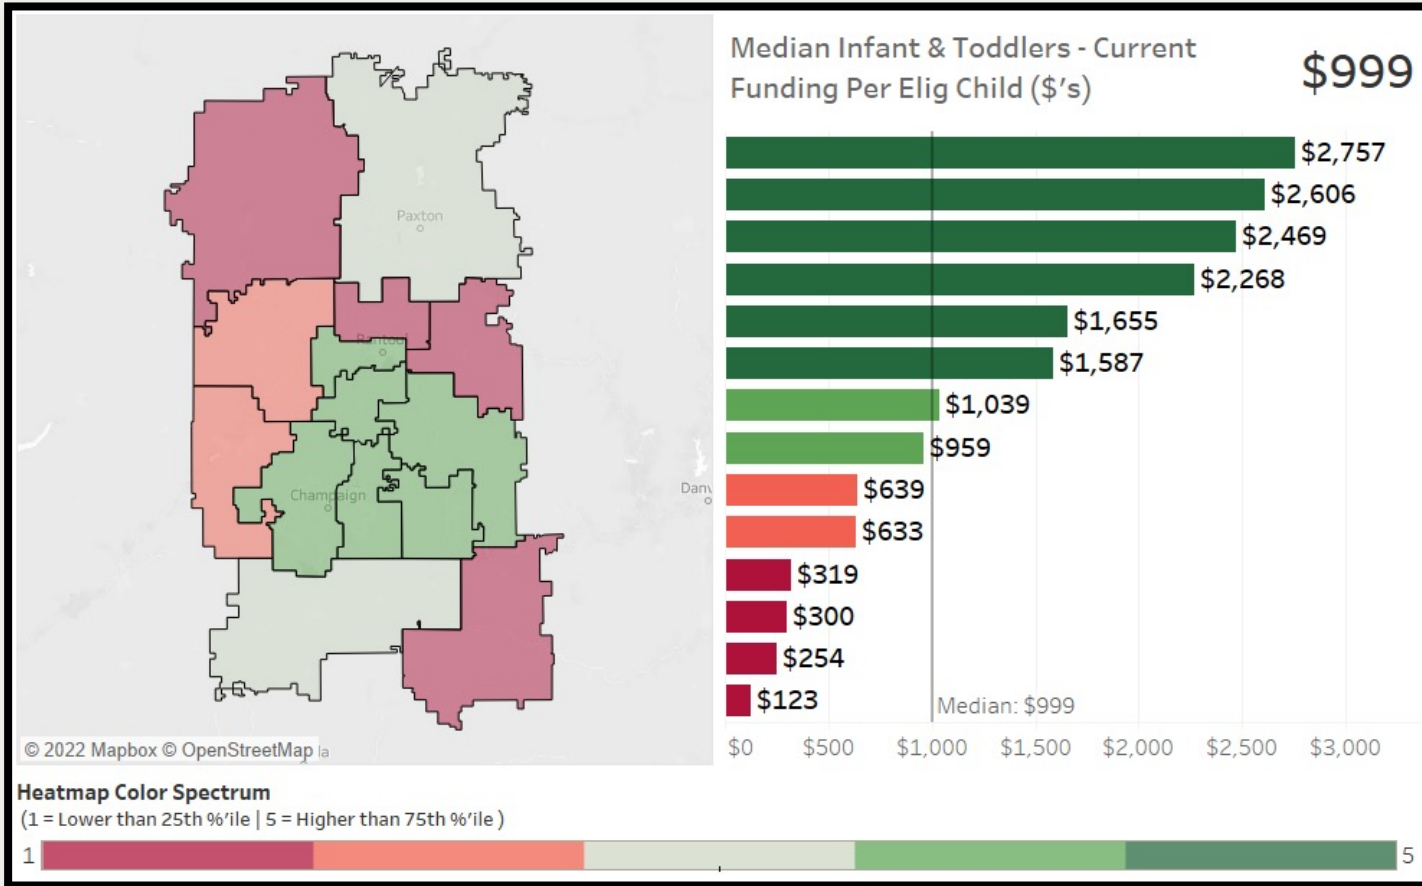 Median Infant & Toddlers - Current
Funding Per Elig Child ($'s)
$999
$2,757
$2,606
$2,469
$2,268
$1,655
$1,587
$1,039
$959
$639
$633
$319
$300
$254
$123
Median: $999
$0 $500 $1,000 $1,500 $2,000 $2,500 $3,000
Paxton
Rantoul
Champaign
Danv
© 2022 Mapbox © OpenStreetMap la
Heatmap Color Spectrum
(1 = Lower than 25th %'ile | 5 = Higher than 75th %'ile )
1 5